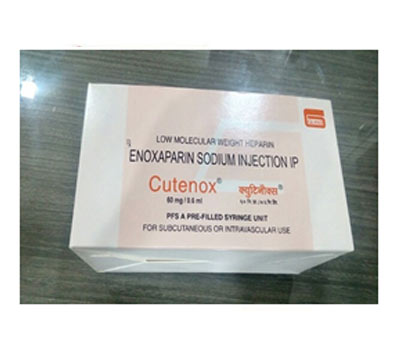 LOW MOLECULAR WEIGHT HEPARIN
ENOXAPARIN SODIUM INJECTION IP
Cutenox®
क्युटिनॉक्स®
60 mg / 0.6 ml
PFS A PRE-FILLED SYRINGE UNIT
FOR SUBCUTANEOUS OR INTRAVASCULAR USE